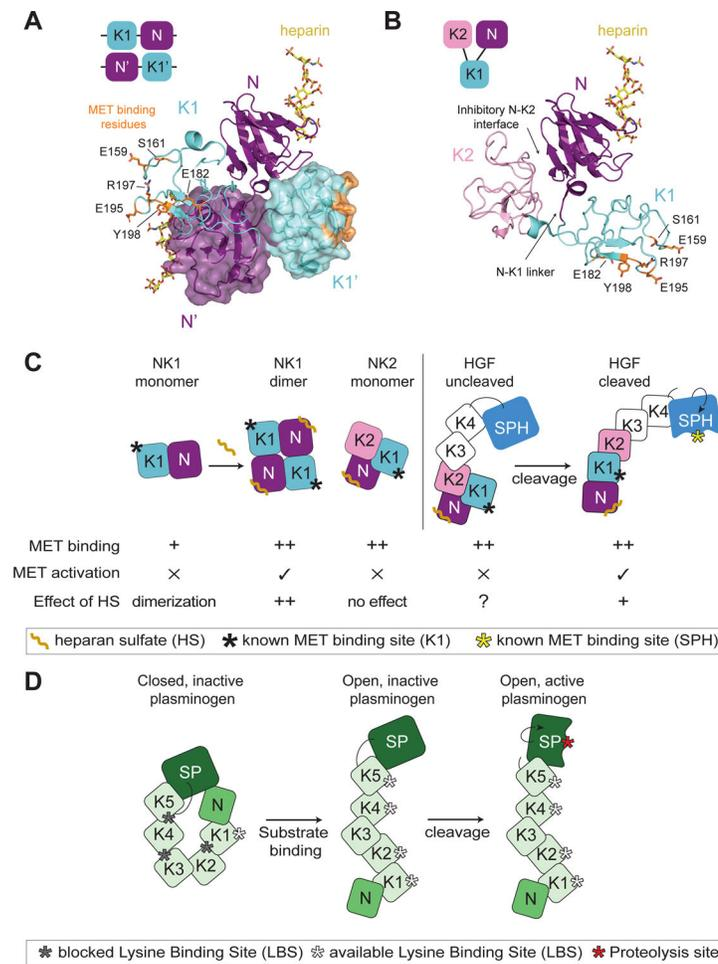 A
K1 N
N' K1'
heparin
N
K1
MET binding
residues
S161
E159
E182
R197
E195
Y198
K1'
N'
B
K2 N
K1
heparin
N
Inhibitory N-K2
interface
K2
K1
S161
E159
R197
N-K1 linker
E182
Y198
E195
C
NK1
monomer
NK1
dimer
NK2
monomer
HGF
uncleaved
HGF
cleaved
K1 N
K1 N
N K1
K2
K1
N
K4
SPH
K3
K2
K1
N
cleavage
K4
SPH
K3
K2
K1
N
MET binding + ++ ++ ++ ++
MET activation × ✓ × × ✓
Effect of HS dimerization ++ no effect ? +
heparan sulfate (HS) * known MET binding site (K1) * known MET binding site (SPH)
D
Closed, inactive
plasminogen
Open, inactive
plasminogen
Open, active
plasminogen
SP
K5
N
K4
K1
K3
K2
Substrate
binding
SP
K5
K4
K3
K2
K1
N
cleavage
SP
K5
K4
K3
K2
K1
N
* blocked Lysine Binding Site (LBS) * available Lysine Binding Site (LBS) * Proteolysis site